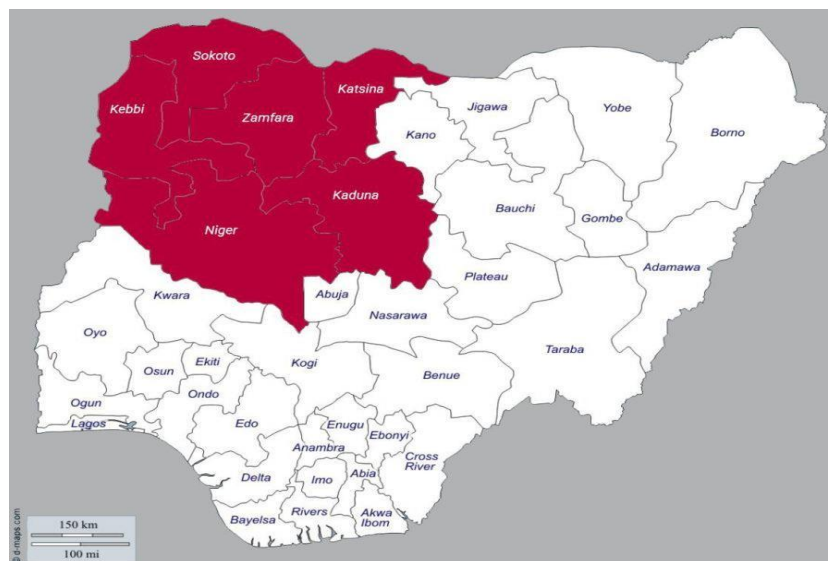 Sokoto
Kebbi
Zamfara
Katsina
Jigawa
Yobe
Kano
Borno
Kaduna
Bauchi
Gombe
Niger
Adamawa
Plateau
Kwara
Abuja
Nasarawa
Oyo
Taraba
Osun
Ekiti
Kogi
Benue
Ogun
Ondo
Lagos
Edo
Enugu
Ebonyi
Anambra
Cross
River
Delta
Imo
Abia
Bayelsa
Rivers
Akwa
Ibom
150 km
100 mi
© d-maps.com